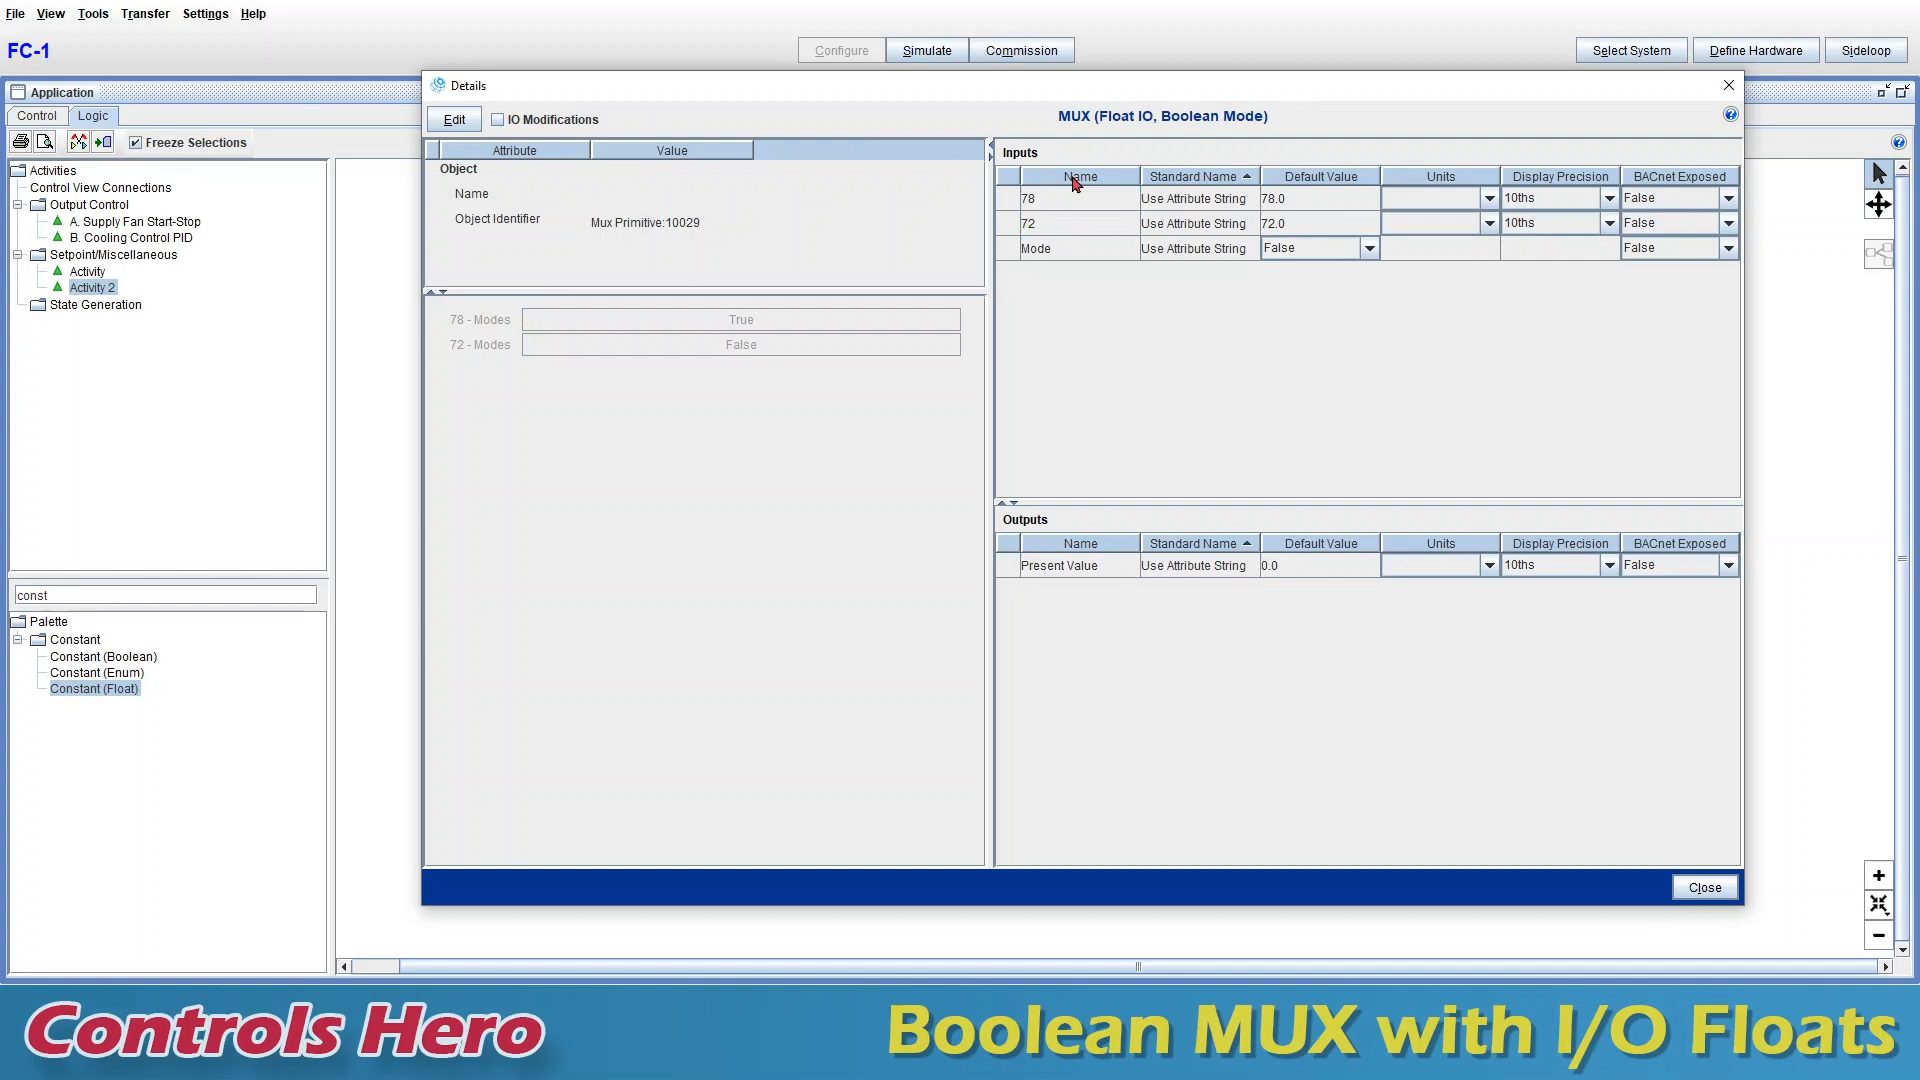 File View Tools Transfer Settings Help
FC-1
Configure Simulate Commission
Select System Define Hardware Sideloop
Application
Control Logic
Freeze Selections
Activities
Control View Connections
Output Control
A. Supply Fan Start-Stop
B. Cooling Control PID
Setpoint/Miscellaneous
Activity
Activity 2
State Generation
const
Palette
Constant
Constant (Boolean)
Constant (Enum)
Constant (Float)
Details
Edit IO Modifications
MUX (Float IO, Boolean Mode)
Attribute Value
Object
Name
Object Identifier Mux Primitive:10029
78 - Modes True
72 - Modes False
Inputs
Name Standard Name Default Value Units Display Precision BACnet Exposed
78 Use Attribute String 78.0 10ths False
72 Use Attribute String 72.0 10ths False
Mode Use Attribute String False False
Outputs
Name Standard Name Default Value Units Display Precision BACnet Exposed
Present Value Use Attribute String 0.0 10ths False
Close
Controls Hero
Boolean MUX with I/O Floats